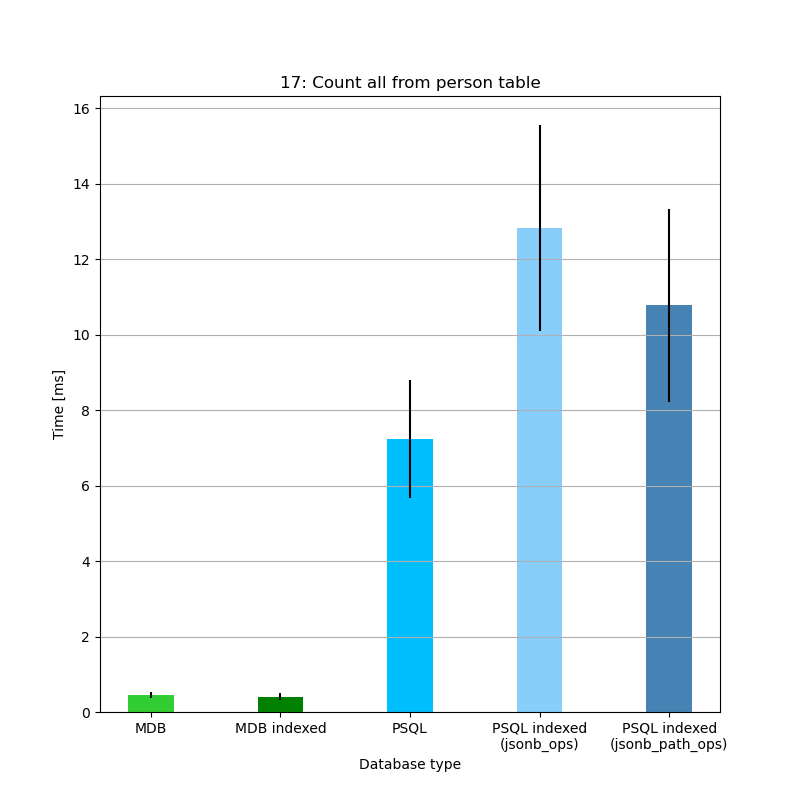 17: Count all from person table
16
14
12
10
8
6
4
2
0
Time [ms]
MDB
MDB indexed
PSQL
PSQL indexed
(jsonb_ops)
PSQL indexed
(jsonb_path_ops)
Database type